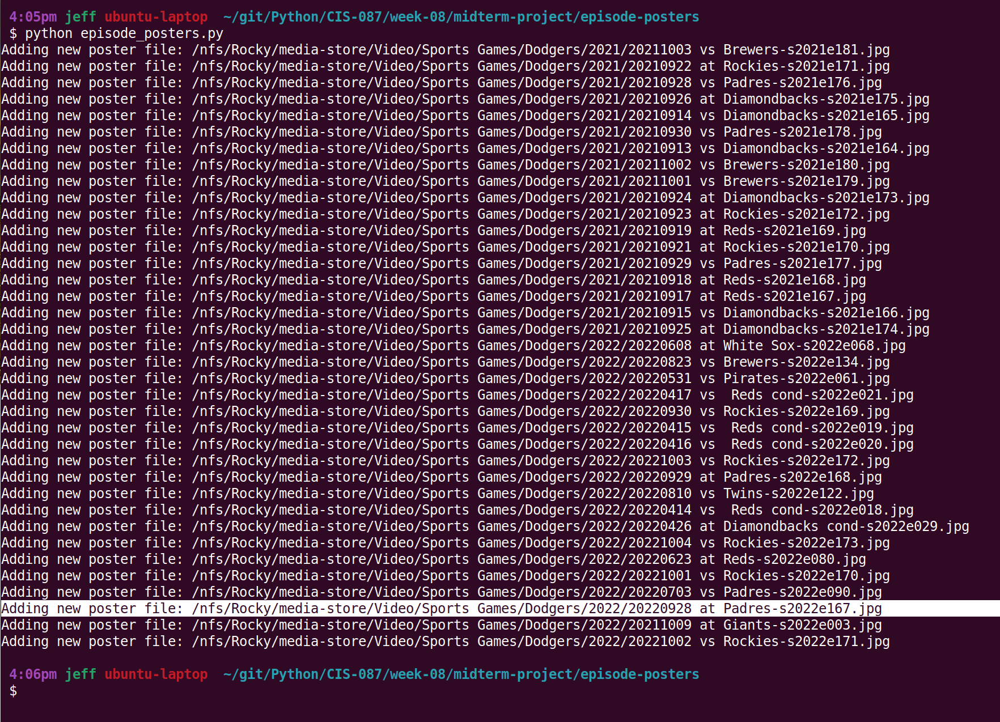 4:05pm jeff ubuntu-laptop  ~/git/Python/CIS-087/week-08/midterm-project/episode-posters
$ python episode_posters.py
Adding new poster file: /nfs/Rocky/media-store/Video/Sports Games/Dodgers/2021/20211003 vs Brewers-s2021e181.jpg
Adding new poster file: /nfs/Rocky/media-store/Video/Sports Games/Dodgers/2021/20210922 at Rockies-s2021e171.jpg
Adding new poster file: /nfs/Rocky/media-store/Video/Sports Games/Dodgers/2021/20210928 vs Padres-s2021e176.jpg
Adding new poster file: /nfs/Rocky/media-store/Video/Sports Games/Dodgers/2021/20210926 at Diamondbacks-s2021e175.jpg
Adding new poster file: /nfs/Rocky/media-store/Video/Sports Games/Dodgers/2021/20210914 vs Diamondbacks-s2021e165.jpg
Adding new poster file: /nfs/Rocky/media-store/Video/Sports Games/Dodgers/2021/20210930 vs Padres-s2021e178.jpg
Adding new poster file: /nfs/Rocky/media-store/Video/Sports Games/Dodgers/2021/20210913 vs Diamondbacks-s2021e164.jpg
Adding new poster file: /nfs/Rocky/media-store/Video/Sports Games/Dodgers/2021/20211002 vs Brewers-s2021e180.jpg
Adding new poster file: /nfs/Rocky/media-store/Video/Sports Games/Dodgers/2021/20211001 vs Brewers-s2021e179.jpg
Adding new poster file: /nfs/Rocky/media-store/Video/Sports Games/Dodgers/2021/20210924 at Diamondbacks-s2021e173.jpg
Adding new poster file: /nfs/Rocky/media-store/Video/Sports Games/Dodgers/2021/20210923 at Rockies-s2021e172.jpg
Adding new poster file: /nfs/Rocky/media-store/Video/Sports Games/Dodgers/2021/20210919 at Reds-s2021e169.jpg
Adding new poster file: /nfs/Rocky/media-store/Video/Sports Games/Dodgers/2021/20210921 at Rockies-s2021e170.jpg
Adding new poster file: /nfs/Rocky/media-store/Video/Sports Games/Dodgers/2021/20210929 vs Padres-s2021e177.jpg
Adding new poster file: /nfs/Rocky/media-store/Video/Sports Games/Dodgers/2021/20210918 at Reds-s2021e168.jpg
Adding new poster file: /nfs/Rocky/media-store/Video/Sports Games/Dodgers/2021/20210917 at Reds-s2021e167.jpg
Adding new poster file: /nfs/Rocky/media-store/Video/Sports Games/Dodgers/2021/20210915 vs Diamondbacks-s2021e166.jpg
Adding new poster file: /nfs/Rocky/media-store/Video/Sports Games/Dodgers/2021/20210925 at Diamondbacks-s2021e174.jpg
Adding new poster file: /nfs/Rocky/media-store/Video/Sports Games/Dodgers/2022/20220608 at White Sox-s2022e068.jpg
Adding new poster file: /nfs/Rocky/media-store/Video/Sports Games/Dodgers/2022/20220823 vs Brewers-s2022e134.jpg
Adding new poster file: /nfs/Rocky/media-store/Video/Sports Games/Dodgers/2022/20220531 vs Pirates-s2022e061.jpg
Adding new poster file: /nfs/Rocky/media-store/Video/Sports Games/Dodgers/2022/20220417 vs  Reds cond-s2022e021.jpg
Adding new poster file: /nfs/Rocky/media-store/Video/Sports Games/Dodgers/2022/20220930 vs Rockies-s2022e169.jpg
Adding new poster file: /nfs/Rocky/media-store/Video/Sports Games/Dodgers/2022/20220415 vs  Reds cond-s2022e019.jpg
Adding new poster file: /nfs/Rocky/media-store/Video/Sports Games/Dodgers/2022/20220416 vs  Reds cond-s2022e020.jpg
Adding new poster file: /nfs/Rocky/media-store/Video/Sports Games/Dodgers/2022/20221003 vs Rockies-s2022e172.jpg
Adding new poster file: /nfs/Rocky/media-store/Video/Sports Games/Dodgers/2022/20220929 at Padres-s2022e168.jpg
Adding new poster file: /nfs/Rocky/media-store/Video/Sports Games/Dodgers/2022/20220810 vs Twins-s2022e122.jpg
Adding new poster file: /nfs/Rocky/media-store/Video/Sports Games/Dodgers/2022/20220414 vs  Reds cond-s2022e018.jpg
Adding new poster file: /nfs/Rocky/media-store/Video/Sports Games/Dodgers/2022/20220426 at Diamondbacks cond-s2022e029.jpg
Adding new poster file: /nfs/Rocky/media-store/Video/Sports Games/Dodgers/2022/20221004 vs Rockies-s2022e173.jpg
Adding new poster file: /nfs/Rocky/media-store/Video/Sports Games/Dodgers/2022/20220623 at Reds-s2022e080.jpg
Adding new poster file: /nfs/Rocky/media-store/Video/Sports Games/Dodgers/2022/20221001 vs Rockies-s2022e170.jpg
Adding new poster file: /nfs/Rocky/media-store/Video/Sports Games/Dodgers/2022/20220703 vs Padres-s2022e090.jpg
Adding new poster file: /nfs/Rocky/media-store/Video/Sports Games/Dodgers/2022/20220928 at Padres-s2022e167.jpg
Adding new poster file: /nfs/Rocky/media-store/Video/Sports Games/Dodgers/2022/20211009 at Giants-s2022e003.jpg
Adding new poster file: /nfs/Rocky/media-store/Video/Sports Games/Dodgers/2022/20221002 vs Rockies-s2022e171.jpg
4:06pm jeff ubuntu-laptop  ~/git/Python/CIS-087/week-08/midterm-project/episode-posters
$